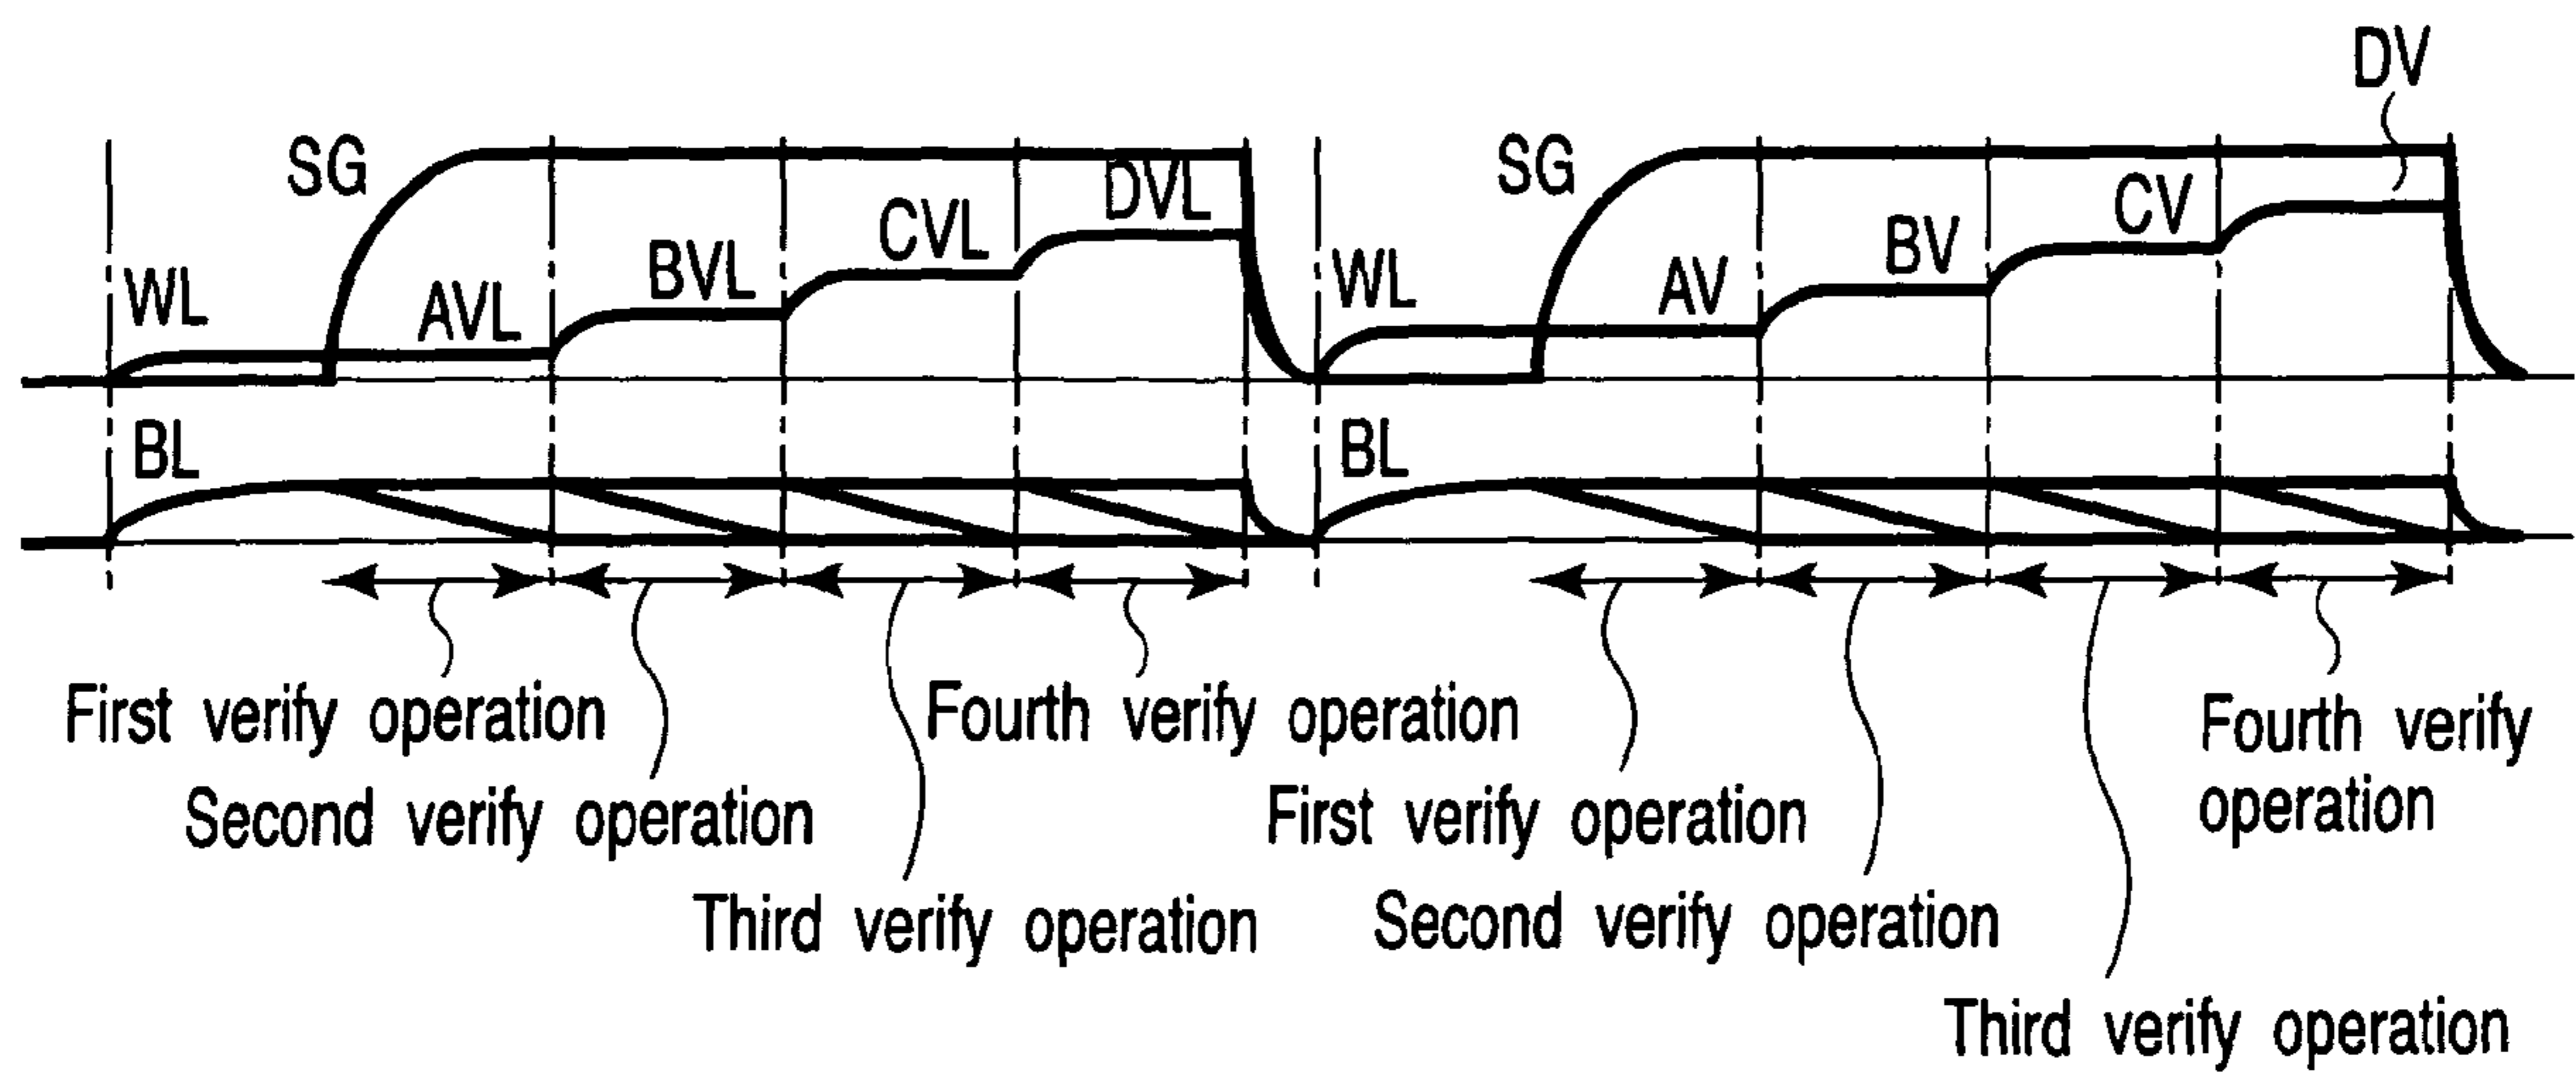 DV
SG
DVL
SG
CV
CVL
BV
BVL
WL
AVL
WL
AV
BL
BL
First verify operation
Fourth verify operation
Fourth verify
operation
Second verify operation
First verify operation
Third verify operation
Second verify operation
Third verify operation